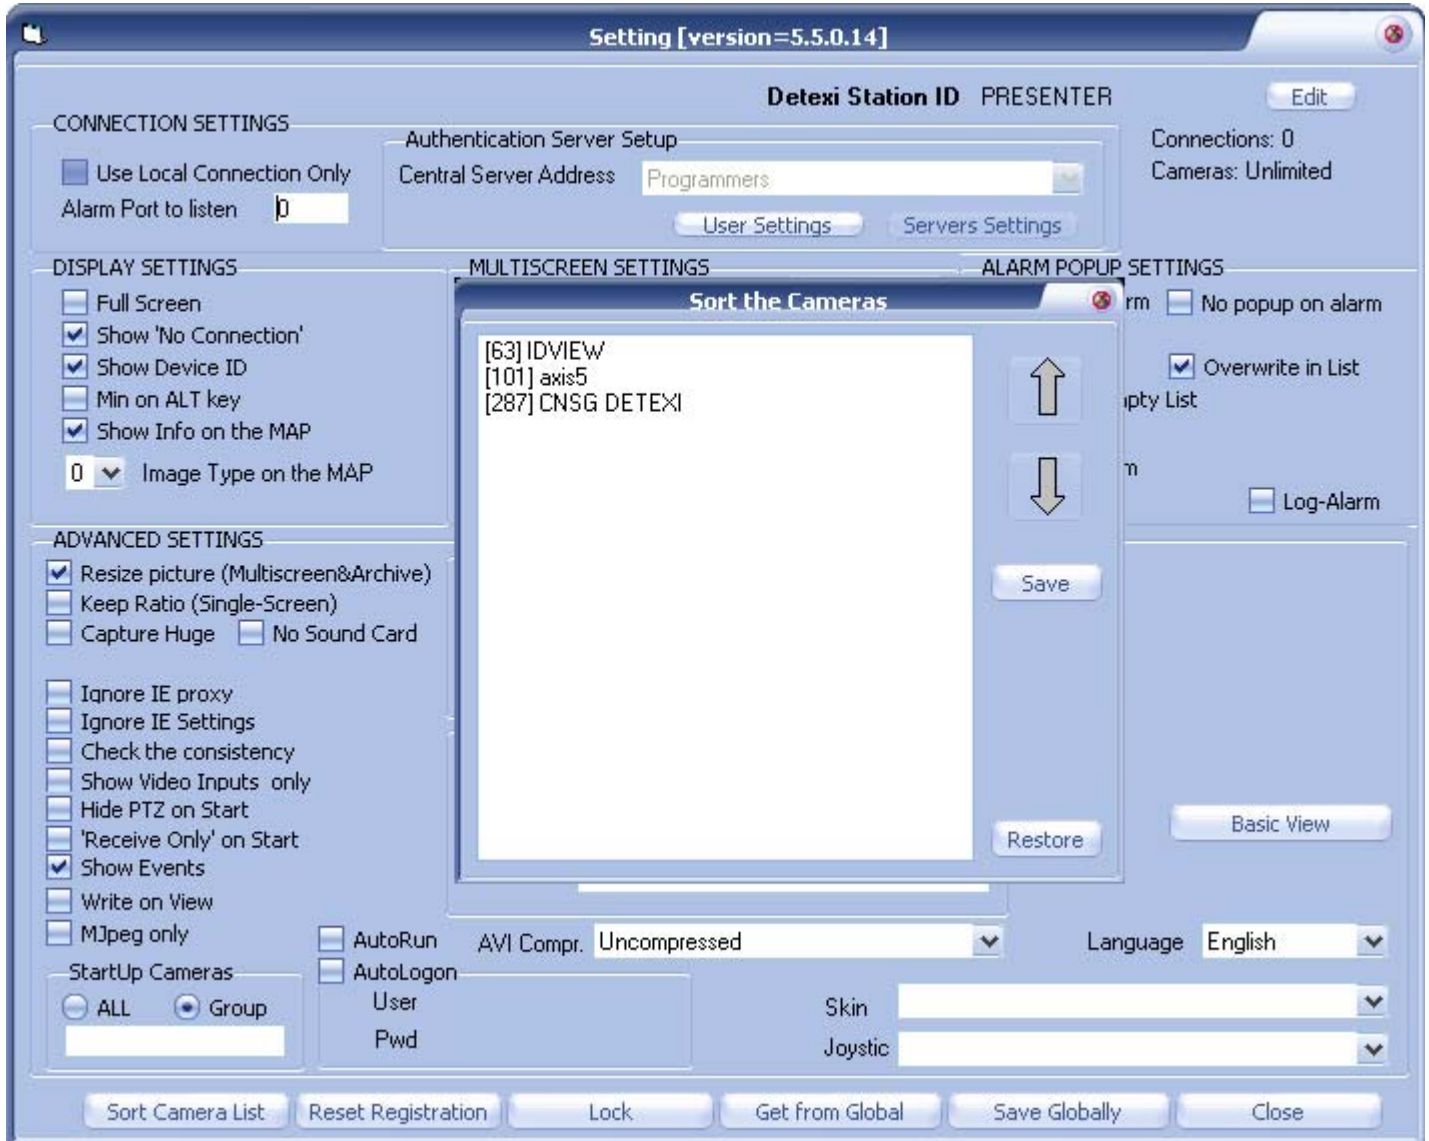 Setting [version=5.5.0.14]
Detexi Station ID PRESENTER Edit
CONNECTION SETTINGS
Use Local Connection Only
Alarm Port to listen 0
Authentication Server Setup
Central Server Address Programmers
User Settings Servers Settings
Connections: 0
Cameras: Unlimited
DISPLAY SETTINGS
Full Screen
Show 'No Connection'
Show Device ID
Min on ALT key
Show Info on the MAP
0 Image Type on the MAP
MULTISCREEN SETTINGS
ALARM POPUP SETTINGS
rm No popup on alarm
Overwrite in List
pty List
m
Log-Alarm
Sort the Cameras
[63] IDVIEW
[101] axis5
[287] CNSG DETEXI
Save
Restore
ADVANCED SETTINGS
Resize picture (Multiscreen&Archive)
Keep Ratio (Single-Screen)
Capture Huge No Sound Card
Ignore IE proxy
Ignore IE Settings
Check the consistency
Show Video Inputs only
Hide PTZ on Start
'Receive Only' on Start
Show Events
Write on View
MJpeg only
Basic View
AutoRun
AutoLogon
User
Pwd
AVI Compr. Uncompressed
Language English
StartUp Cameras
ALL Group
Skin
Joystic
Sort Camera List Reset Registration Lock Get from Global Save Globally Close